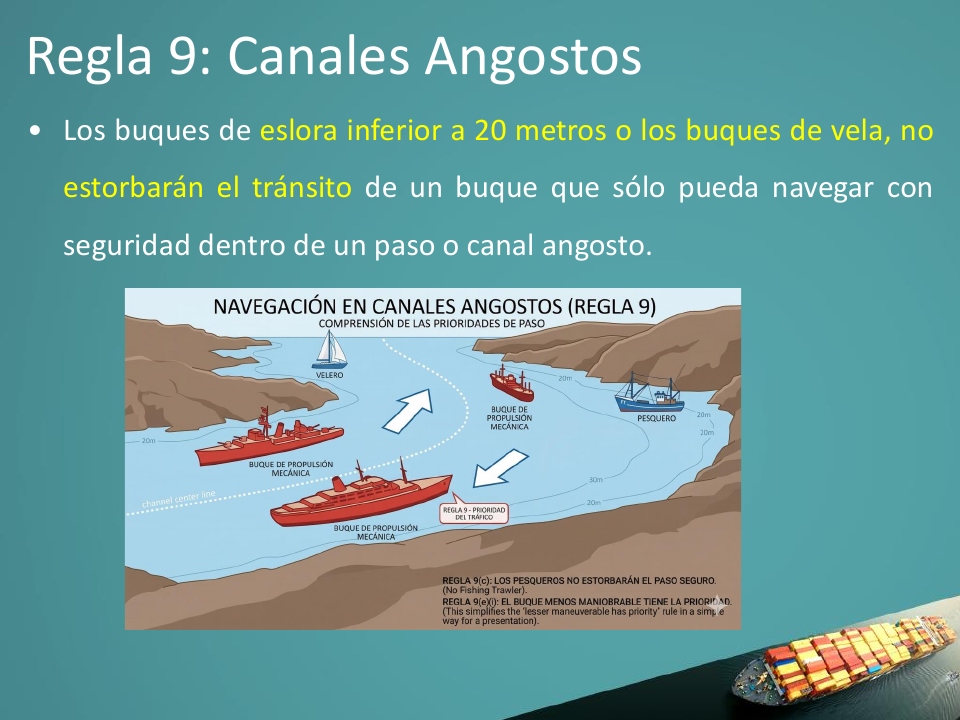 Regla 9: Canales Angostos
• Los buques de eslora inferior a 20 metros o los buques de vela, no
estorbarán el tránsito de un buque que sólo pueda navegar con
seguridad dentro de un paso o canal angosto.
NAVEGACIÓN EN CANALES ANGOSTOS (REGLA 9)
COMPRENSIÓN DE LAS PRIORIDADES DE PASO
VELERO
20m
BUQUE DE
PROPULSIÓN
MECÁNICA
PESQUERO
20m
20m
20m
BUQUE DE PROPULSIÓN
MECÁNICA
30m
20m
channel center line
REGLA 9 - PRIORIDAD
DEL TRÁFICO
BUQUE DE PROPULSIÓN
MECÁNICA
REGLA 9(c): LOS PESQUEROS NO ESTORBARÁN EL PASO SEGURO.
(No Fishing Trawler).
REGLA 9(e)(i): EL BUQUE MENOS MANIOBRABLE TIENE LA PRIORIDAD.
(This simplifies the 'lesser maneuverable has priority' rule in a simple
way for a presentation).